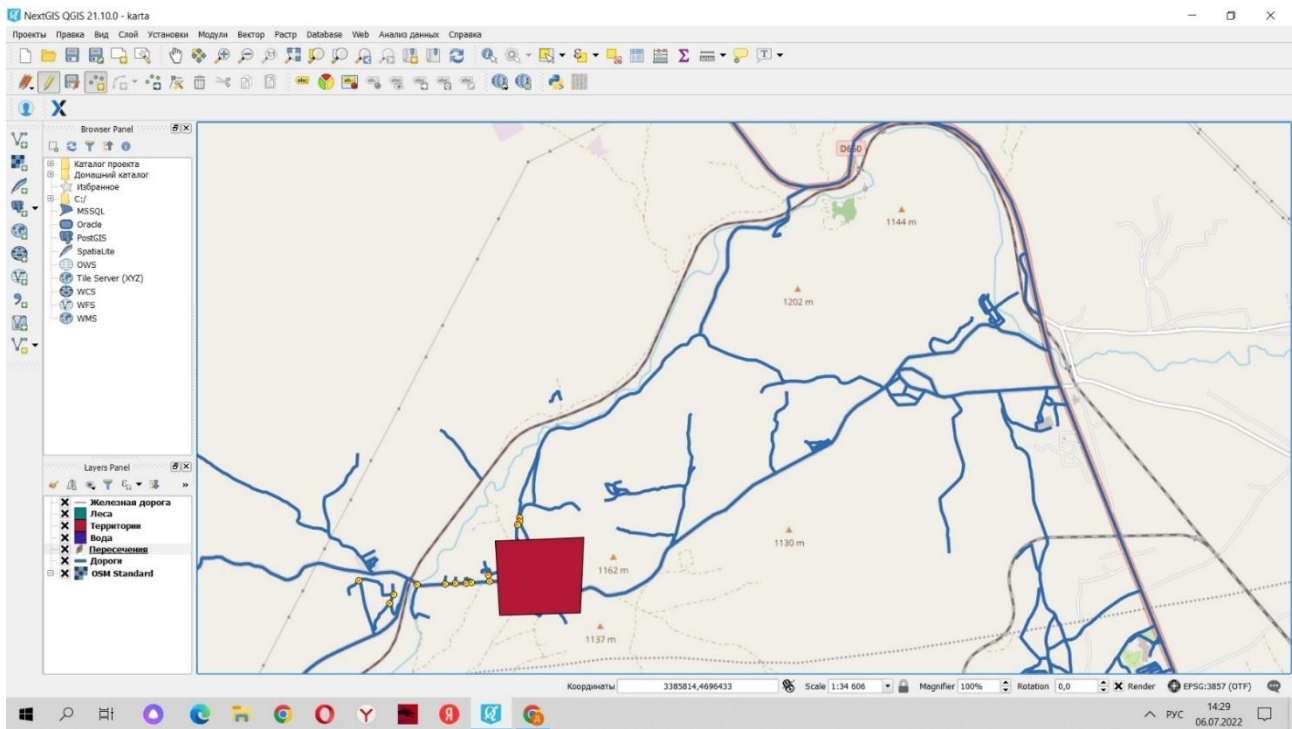 NextGIS QGIS 21.10.0 - karta
Проекты Правка Вид Слой Установки Модули Вектор Растр Database Web Анализ данных Справка
Browser Panel
Каталог проекта
Домашний каталог
Избранное
C:/
MSSQL
Oracle
PostGIS
SpatiaLite
OWS
Tile Server (XYZ)
WCS
WFS
WMS
Layers Panel
Железная дорога
Леса
Территории
Вода
Пересечения
Дороги
OSM Standard
D650
1144 m
1202 m
1130 m
1162 m
1137 m
Координаты 3385814,4696433 Scale 1:34 606 Magnifier 100% Rotation 0,0 Render EPSG:3857 (OTF)
РУС 14:29
06.07.2022